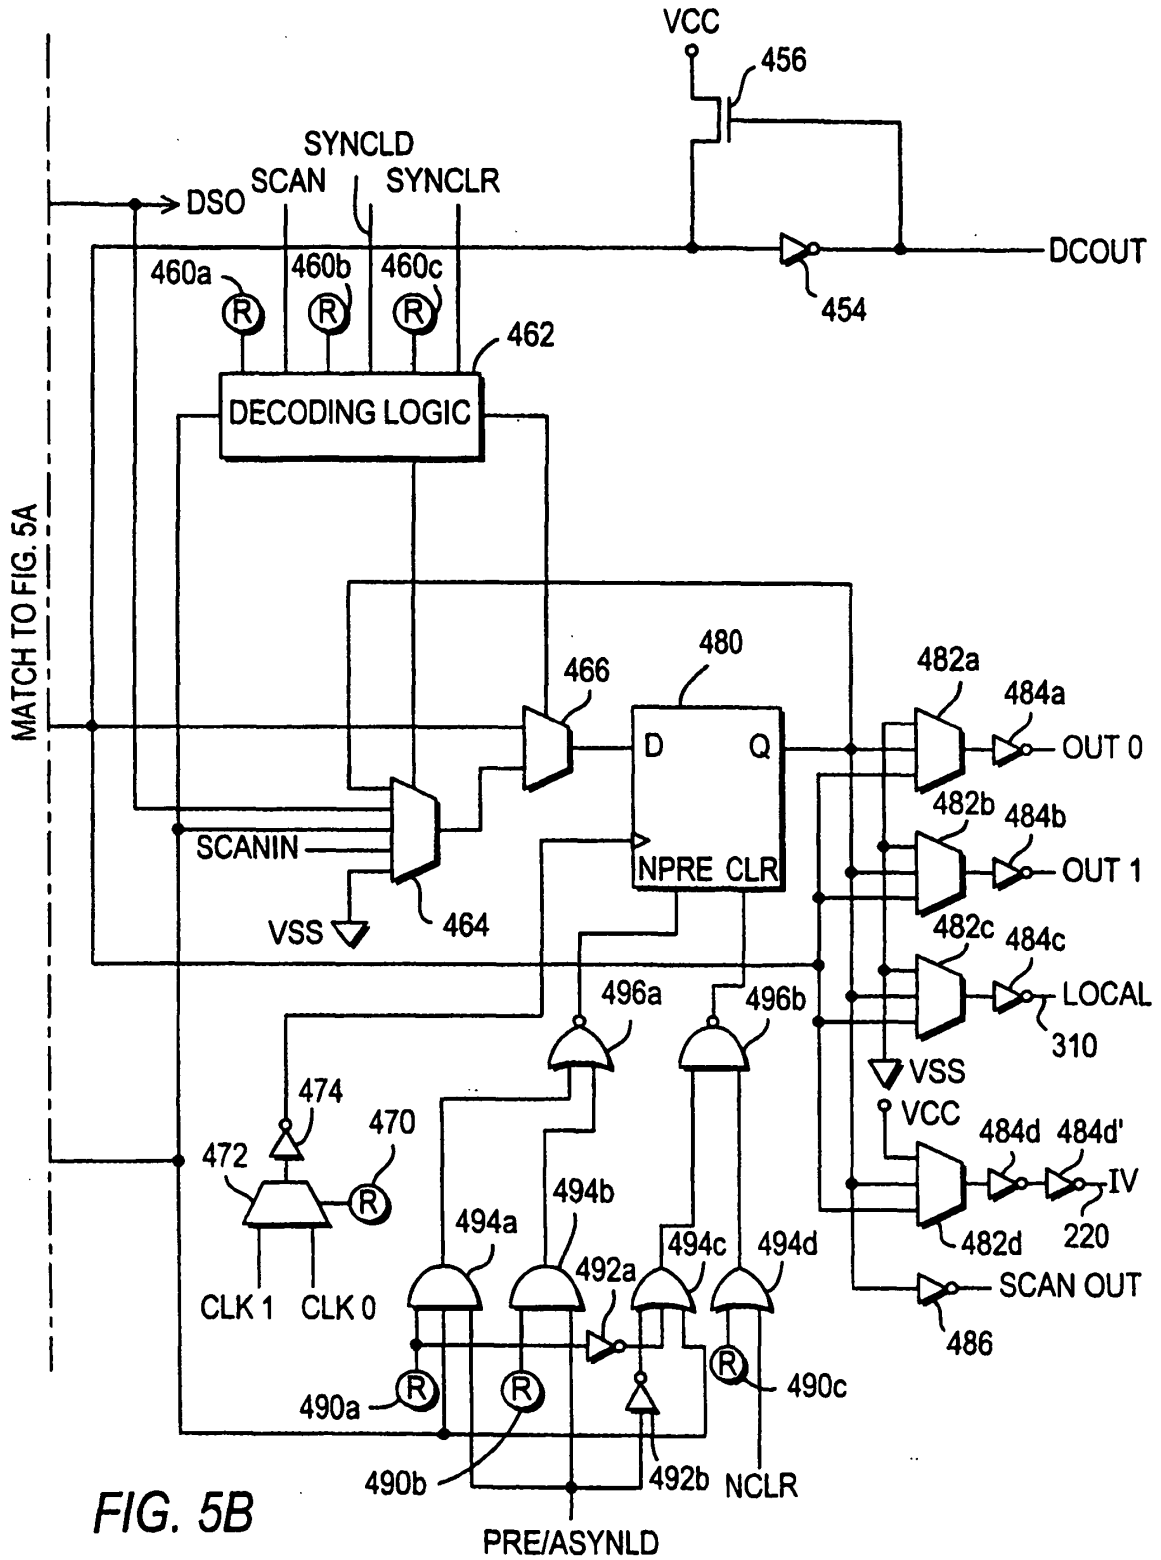 VCC
456
SYNCLD
SCAN
SYNCLR
DSO
DCOUT
454
460a
460b
460c
R
R
R
462
DECODING LOGIC
MATCH TO FIG. 5A
480
466
482a
484a
D
Q
OUT 0
482b
484b
SCANIN
NPRE
CLR
OUT 1
VSS
464
482c
484c
496a
496b
LOCAL
310
VSS
VCC
474
470
472
R
484d
484d'
IV
494a
494b
492a
494c
494d
482d
220
CLK 1
CLK 0
SCAN OUT
486
R
R
R
490a
490c
490b
492b
NCLR
FIG. 5B
PRE/ASYNLD